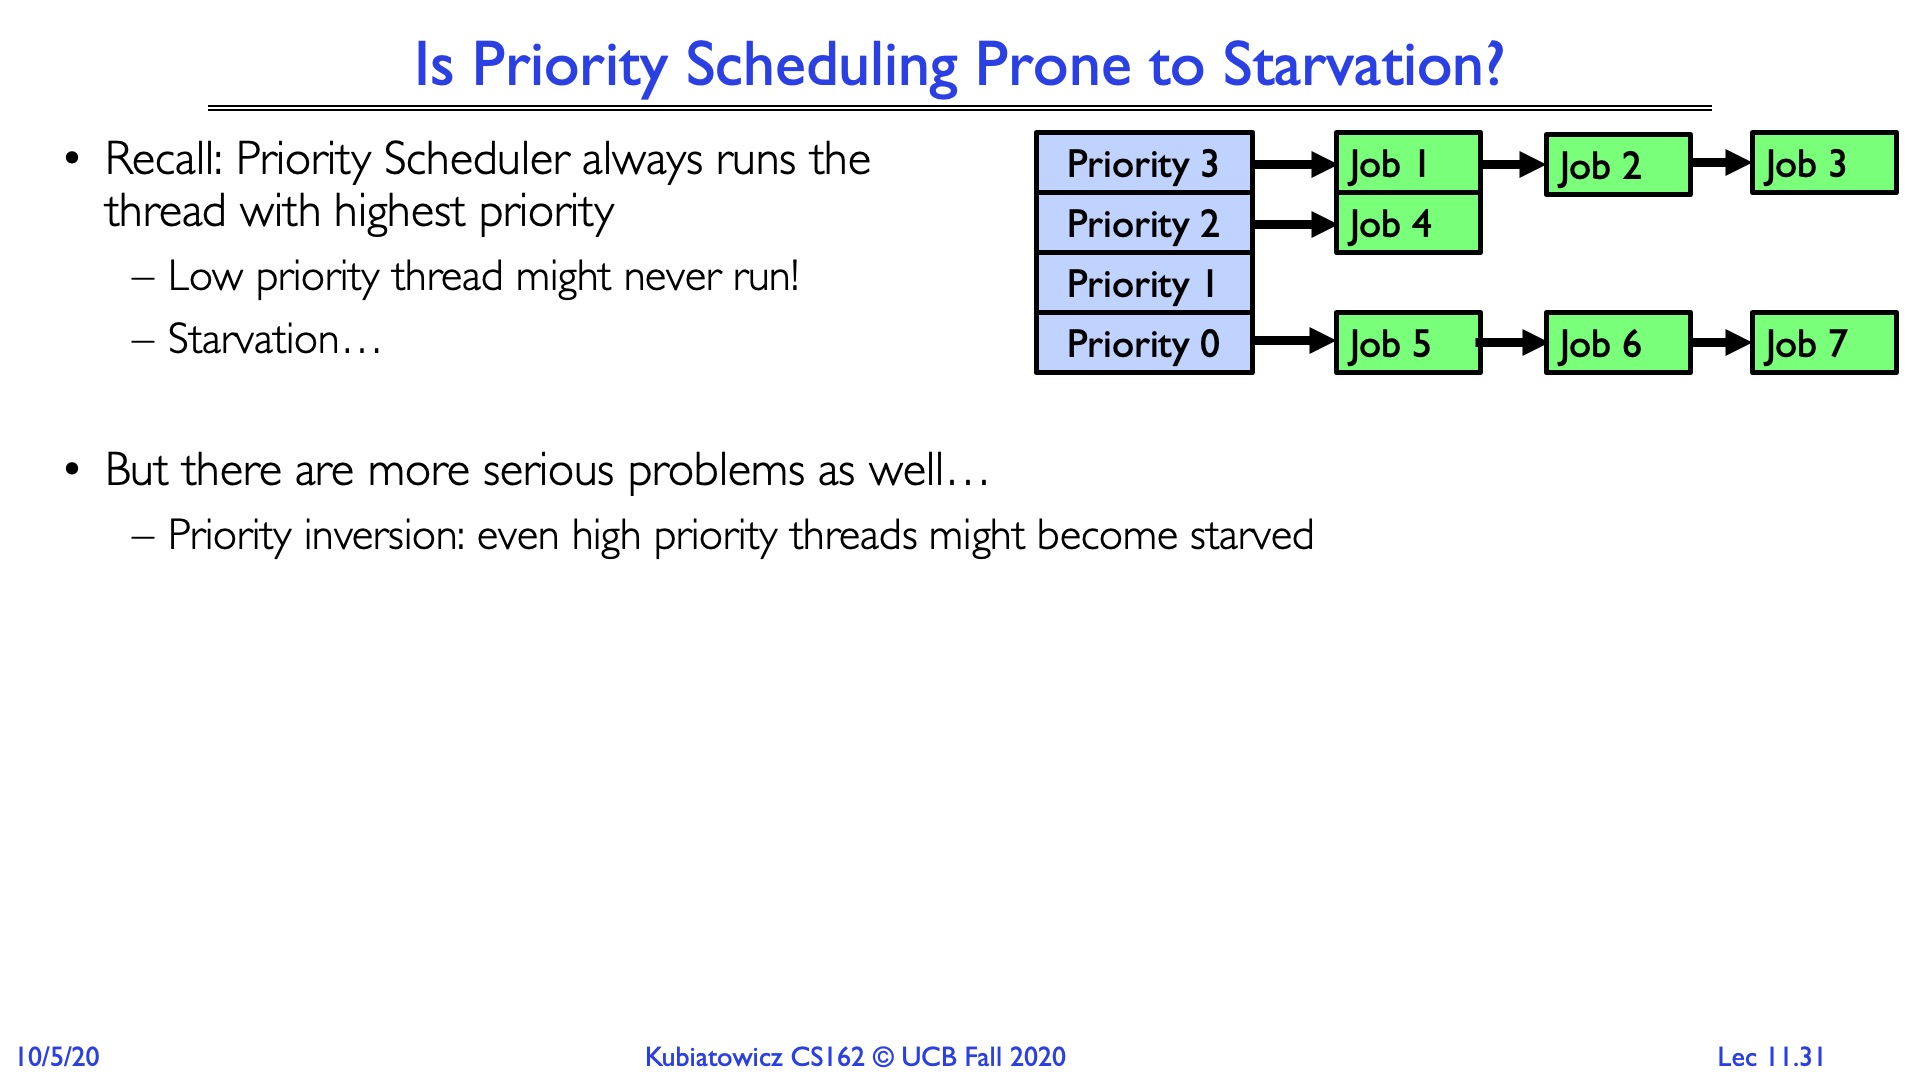 Is Priority Scheduling Prone to Starvation?
• Recall: Priority Scheduler always runs the
thread with highest priority
– Low priority thread might never run!
– Starvation…
Priority 3 Job 1 Job 2 Job 3
Priority 2 Job 4
Priority 1
Priority 0 Job 5 Job 6 Job 7
• But there are more serious problems as well…
– Priority inversion: even high priority threads might become starved
10/5/20 Kubiatowicz CS162 © UCB Fall 2020 Lec 11.31